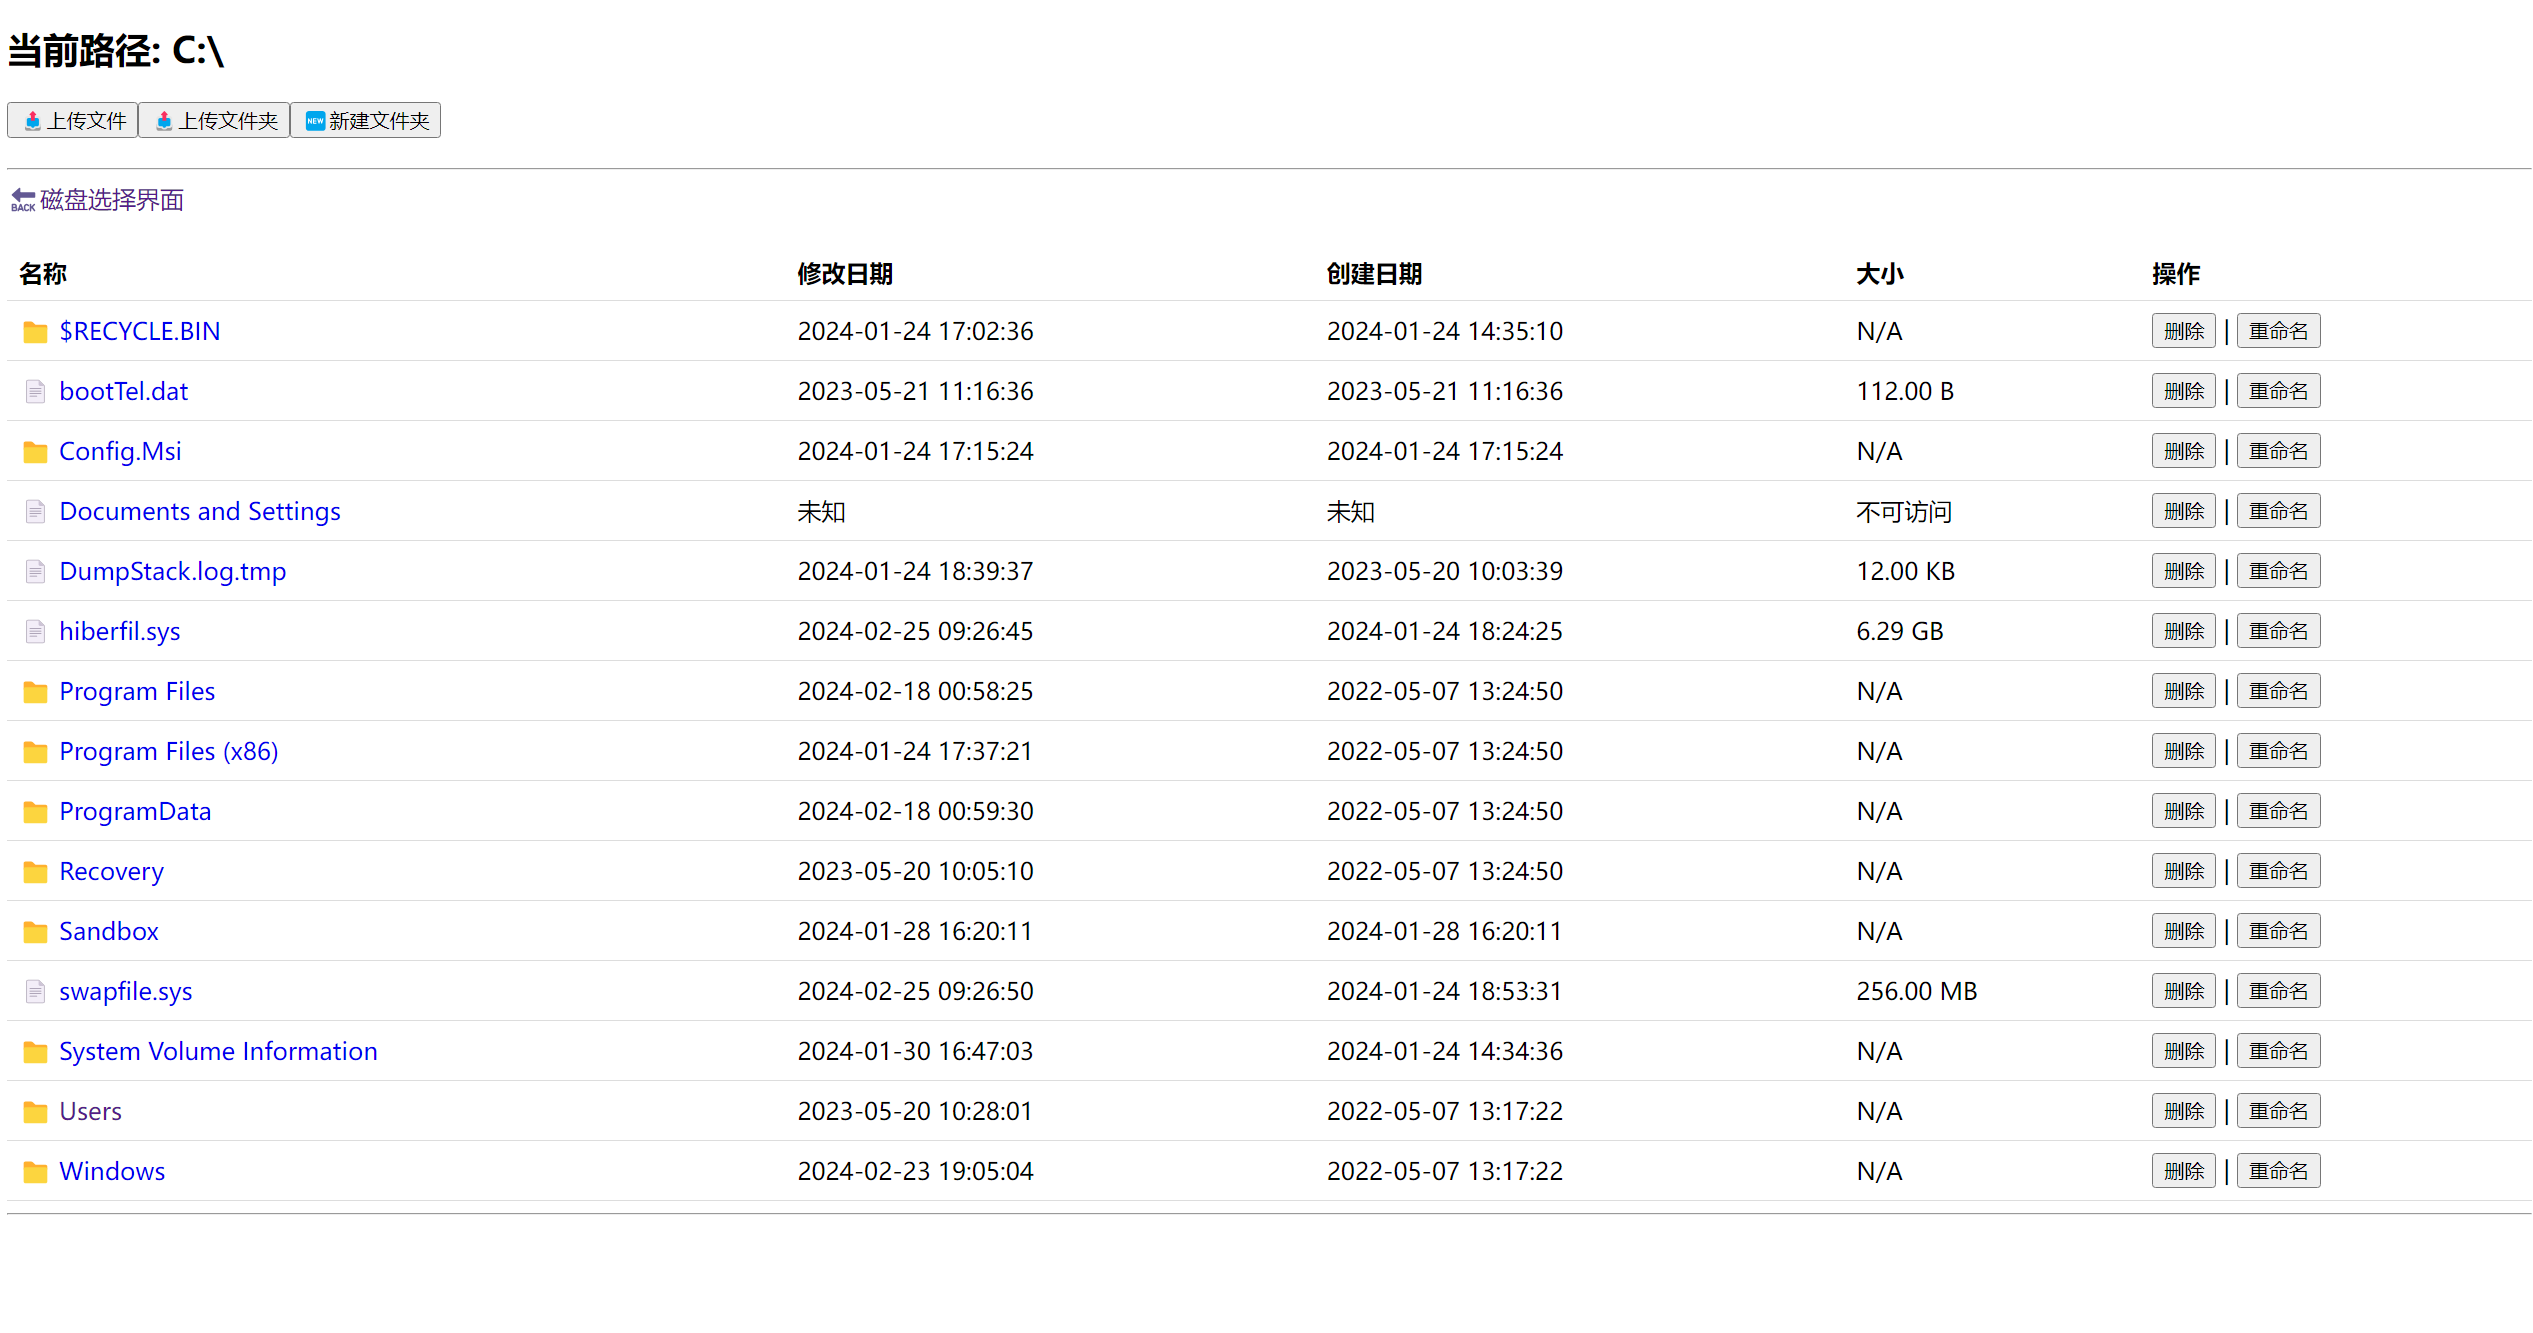 当前路径: C:\
上传文件 上传文件夹 NEW 新建文件夹
BACK 磁盘选择界面
名称 修改日期 创建日期 大小 操作
$RECYCLE.BIN 2024-01-24 17:02:36 2024-01-24 14:35:10 N/A 删除 | 重命名
bootTel.dat 2023-05-21 11:16:36 2023-05-21 11:16:36 112.00 B 删除 | 重命名
Config.Msi 2024-01-24 17:15:24 2024-01-24 17:15:24 N/A 删除 | 重命名
Documents and Settings 未知 未知 不可访问 删除 | 重命名
DumpStack.log.tmp 2024-01-24 18:39:37 2023-05-20 10:03:39 12.00 KB 删除 | 重命名
hiberfil.sys 2024-02-25 09:26:45 2024-01-24 18:24:25 6.29 GB 删除 | 重命名
Program Files 2024-02-18 00:58:25 2022-05-07 13:24:50 N/A 删除 | 重命名
Program Files (x86) 2024-01-24 17:37:21 2022-05-07 13:24:50 N/A 删除 | 重命名
ProgramData 2024-02-18 00:59:30 2022-05-07 13:24:50 N/A 删除 | 重命名
Recovery 2023-05-20 10:05:10 2022-05-07 13:24:50 N/A 删除 | 重命名
Sandbox 2024-01-28 16:20:11 2024-01-28 16:20:11 N/A 删除 | 重命名
swapfile.sys 2024-02-25 09:26:50 2024-01-24 18:53:31 256.00 MB 删除 | 重命名
System Volume Information 2024-01-30 16:47:03 2024-01-24 14:34:36 N/A 删除 | 重命名
Users 2023-05-20 10:28:01 2022-05-07 13:17:22 N/A 删除 | 重命名
Windows 2024-02-23 19:05:04 2022-05-07 13:17:22 N/A 删除 | 重命名